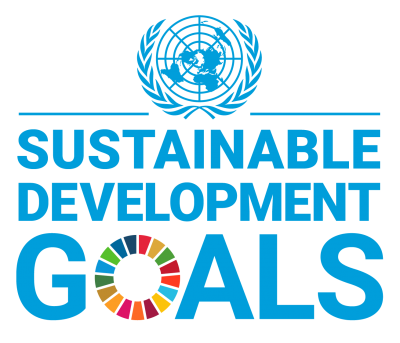 SUSTAINABLE
DEVELOPMENT
GOALS